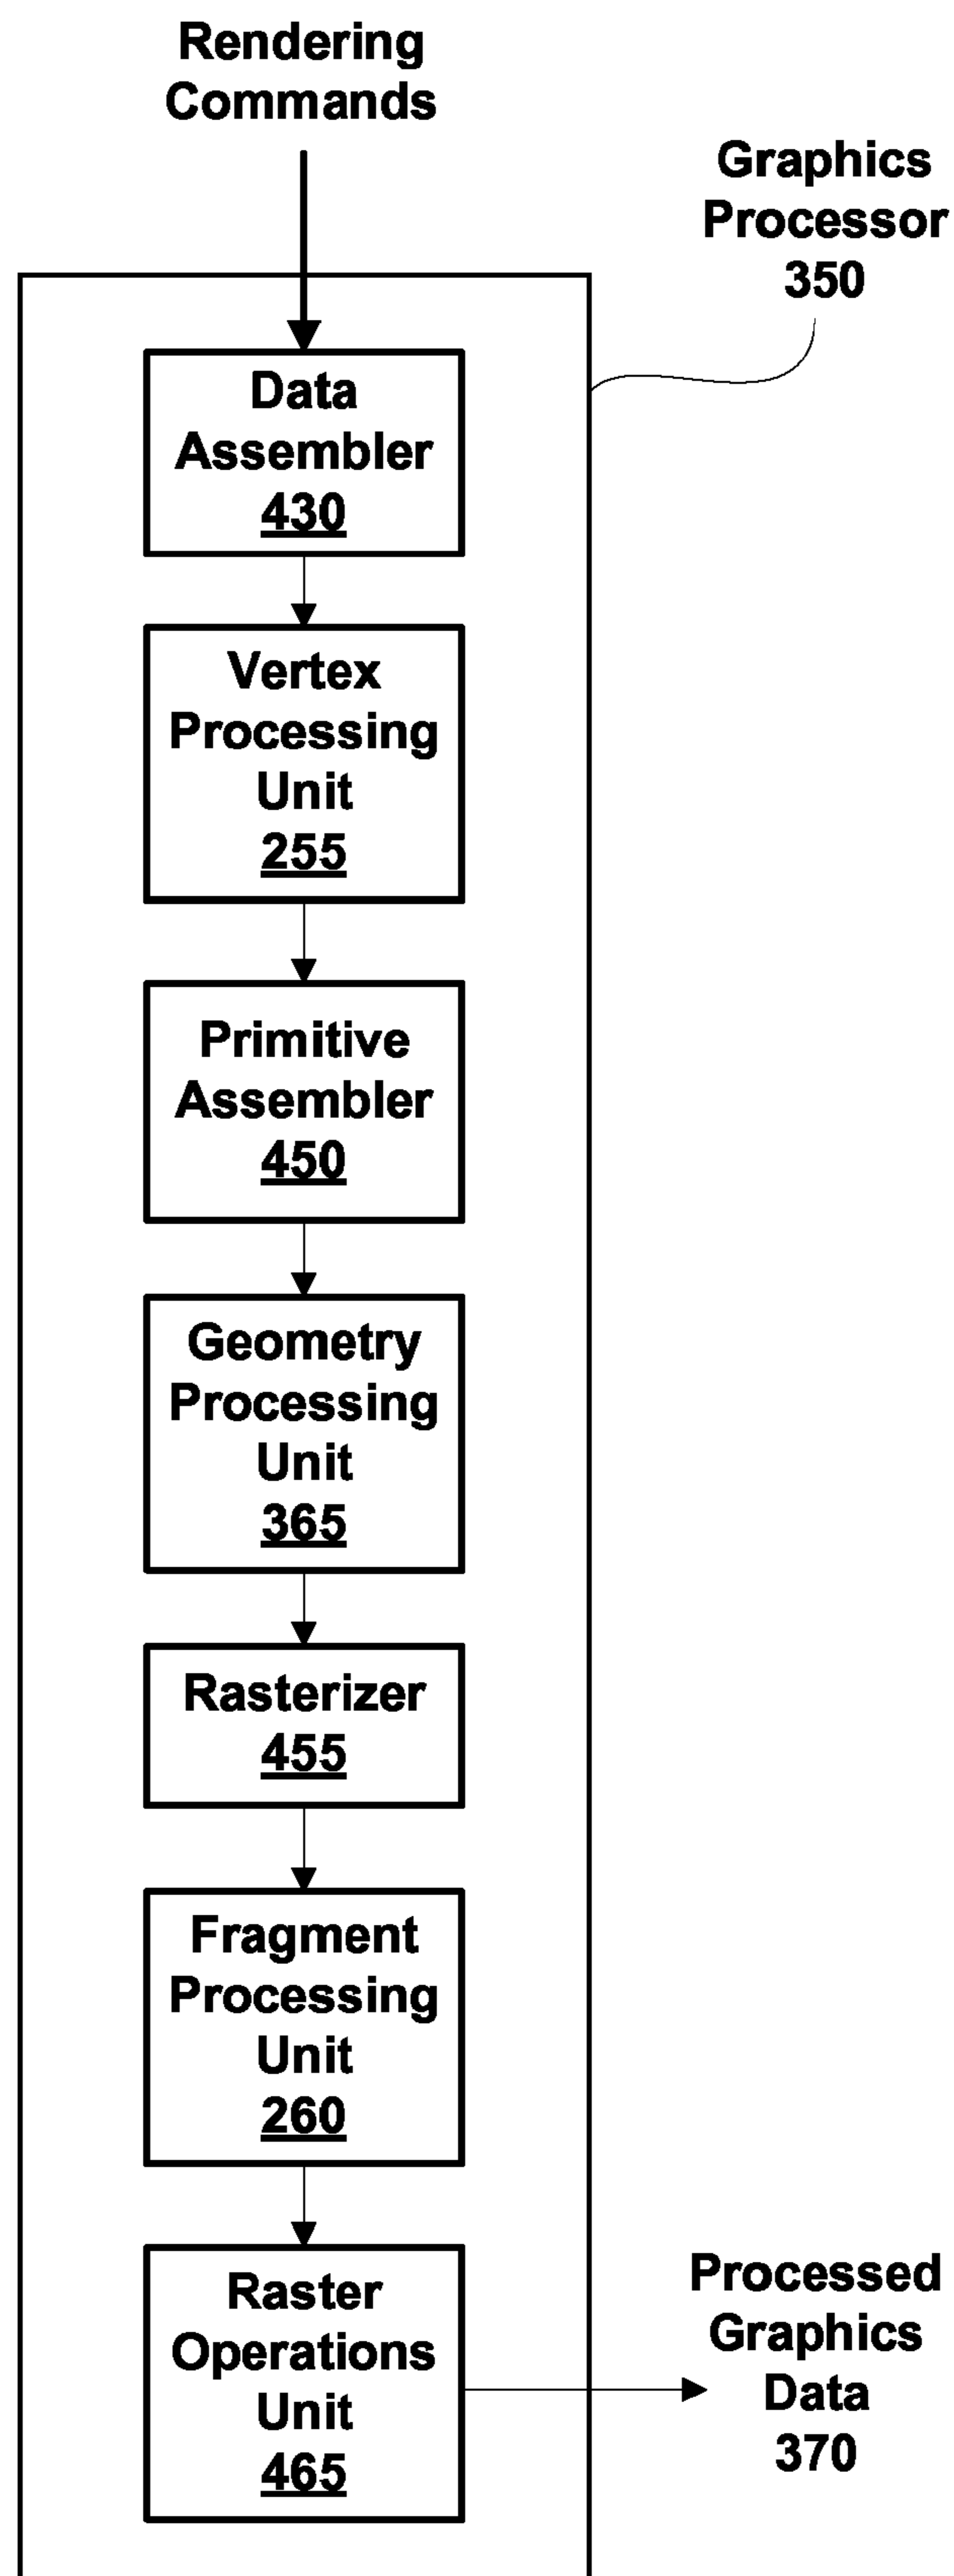 Rendering
Commands
Graphics
Processor
350
Data
Assembler
430
Vertex
Processing
Unit
255
Primitive
Assembler
450
Geometry
Processing
Unit
365
Rasterizer
455
Fragment
Processing
Unit
260
Raster
Operations
Unit
465
Processed
Graphics
Data
370